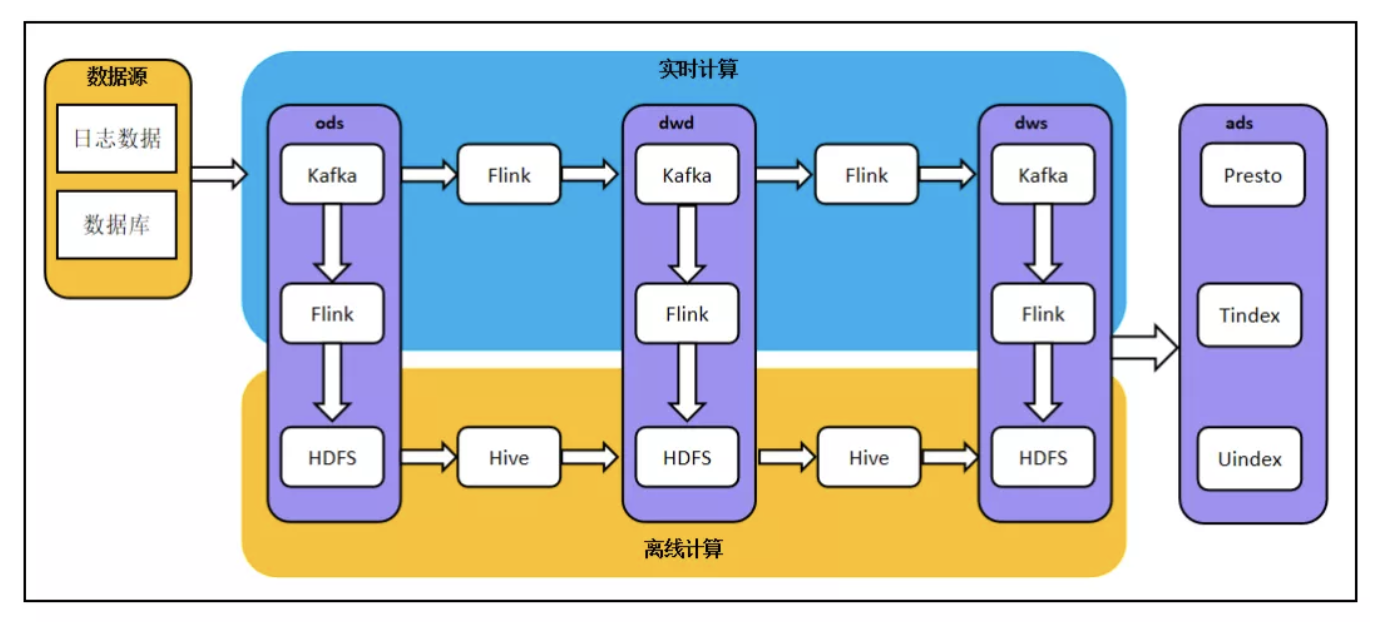 数据源
日志数据
数据库
实时计算
ods
Kafka
Flink
HDFS
Flink
Hive
dwd
Kafka
Flink
HDFS
Flink
Hive
dws
Kafka
Flink
HDFS
离线计算
ads
Presto
Tindex
Uindex